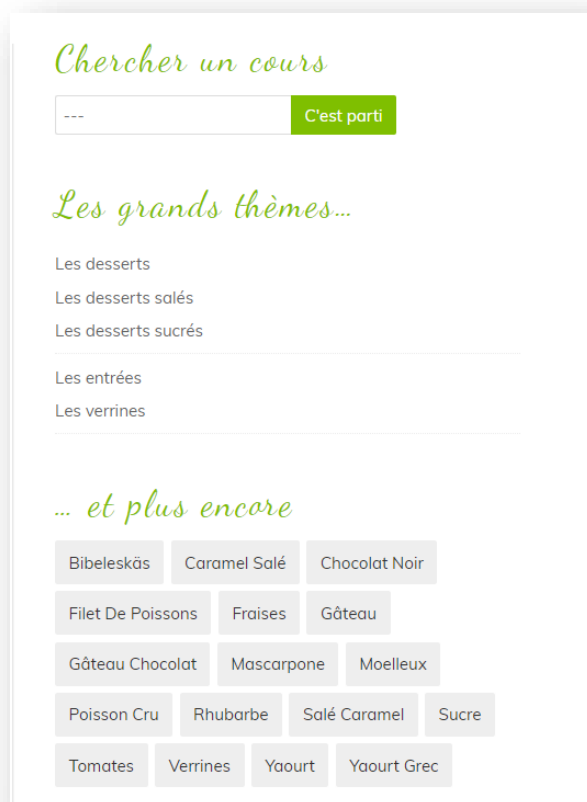 Chercher un cours
---
C'est parti
Les grands thèmes...
Les desserts
Les desserts salés
Les desserts sucrés
Les entrées
Les verrines
... et plus encore
Bibeleskäs Caramel Salé Chocolat Noir
Filet De Poissons Fraises Gâteau
Gâteau Chocolat Mascarpone Moelleux
Poisson Cru Rhubarbe Salé Caramel Sucre
Tomates Verrines Yaourt Yaourt Grec